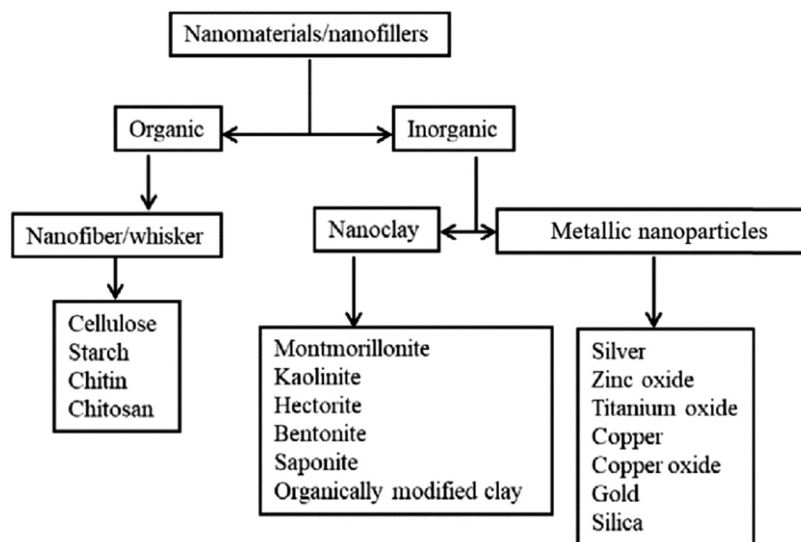 Nanomaterials/nanofillers
Organic
Inorganic
Nanofiber/whisker
Nanoclay
Metallic nanoparticles
Cellulose
Starch
Chitin
Chitosan
Montmorillonite
Kaolinite
Hectorite
Bentonite
Saponite
Organically modified clay
Silver
Zinc oxide
Titanium oxide
Copper
Copper oxide
Gold
Silica